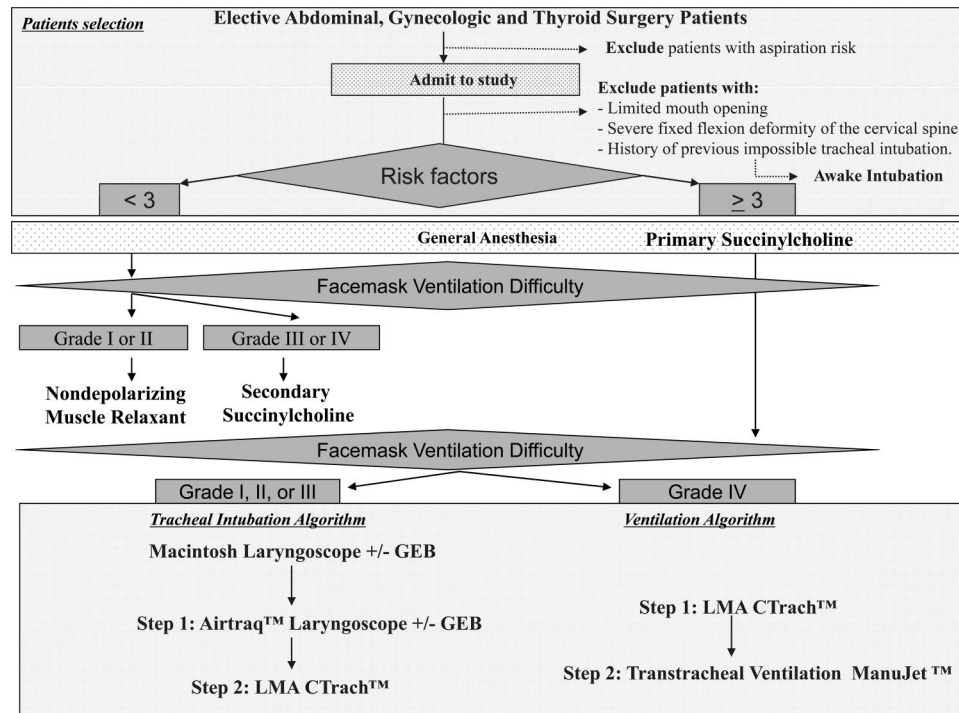 Patients selection
Elective Abdominal, Gynecologic and Thyroid Surgery Patients
Exclude patients with aspiration risk
Admit to study
Exclude patients with:
- Limited mouth opening
- Severe fixed flexion deformity of the cervical spine
- History of previous impossible tracheal intubation.
Risk factors
Awake Intubation
< 3
≥ 3
General Anesthesia
Primary Succinylcholine
Facemask Ventilation Difficulty
Grade I or II
Grade III or IV
Nondepolarizing
Muscle Relaxant
Secondary
Succinylcholine
Facemask Ventilation Difficulty
Grade I, II, or III
Grade IV
Tracheal Intubation Algorithm
Ventilation Algorithm
Macintosh Laryngoscope +/- GEB
Step 1: Airtraq™ Laryngoscope +/- GEB
Step 2: LMA CTrach™
Step 1: LMA CTrach™
Step 2: Transtracheal Ventilation ManuJet ™